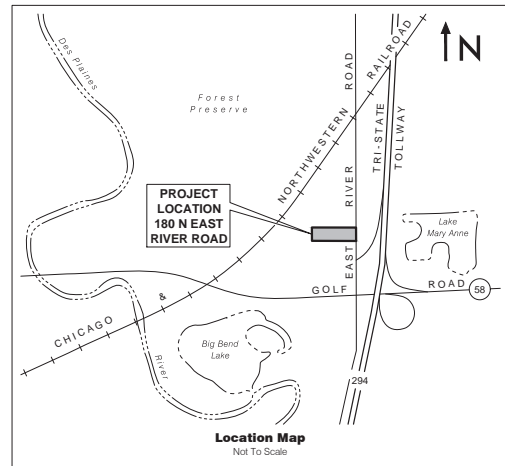 N
Des Plaines
Forest
Preserve
ROAD
RAILROAD
NORTHWESTERN
TRI-STATE
TOLLWAY
PROJECT
LOCATION
180 N EAST
RIVER ROAD
RIVER
EAST
Lake
Mary Anne
GOLF ROAD
58
CHICAGO &
Big Bend
Lake
River
294
Location Map
Not To Scale